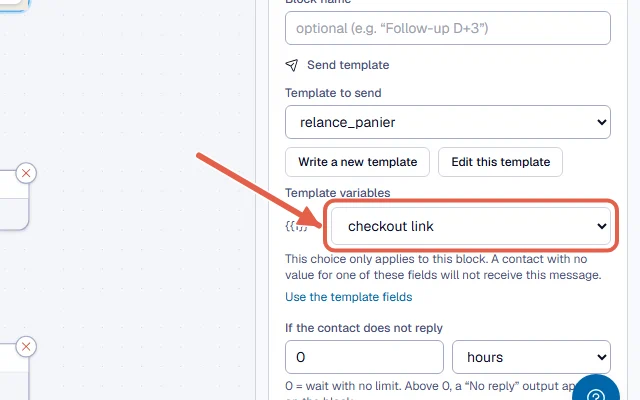 Block name
optional (e.g. “Follow-up D+3”)
Send template
Template to send
relance_panier
Write a new template
Edit this template
Template variables
checkout link
This choice only applies to this block. A contact with no
value for one of these fields will not receive this message.
Use the template fields
If the contact does not reply
0
hours
0 = wait with no limit. Above 0, a “No reply” output